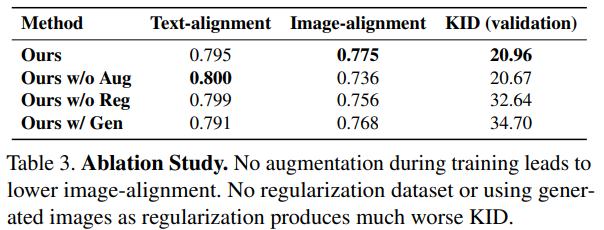 Method Text-alignment Image-alignment KID (validation)
Ours 0.795 0.775 20.96
Ours w/o Aug 0.800 0.736 20.67
Ours w/o Reg 0.799 0.756 32.64
Ours w/ Gen 0.791 0.768 34.70
Table 3. Ablation Study. No augmentation during training leads to
lower image-alignment. No regularization dataset or using gener-
ated images as regularization produces much worse KID.